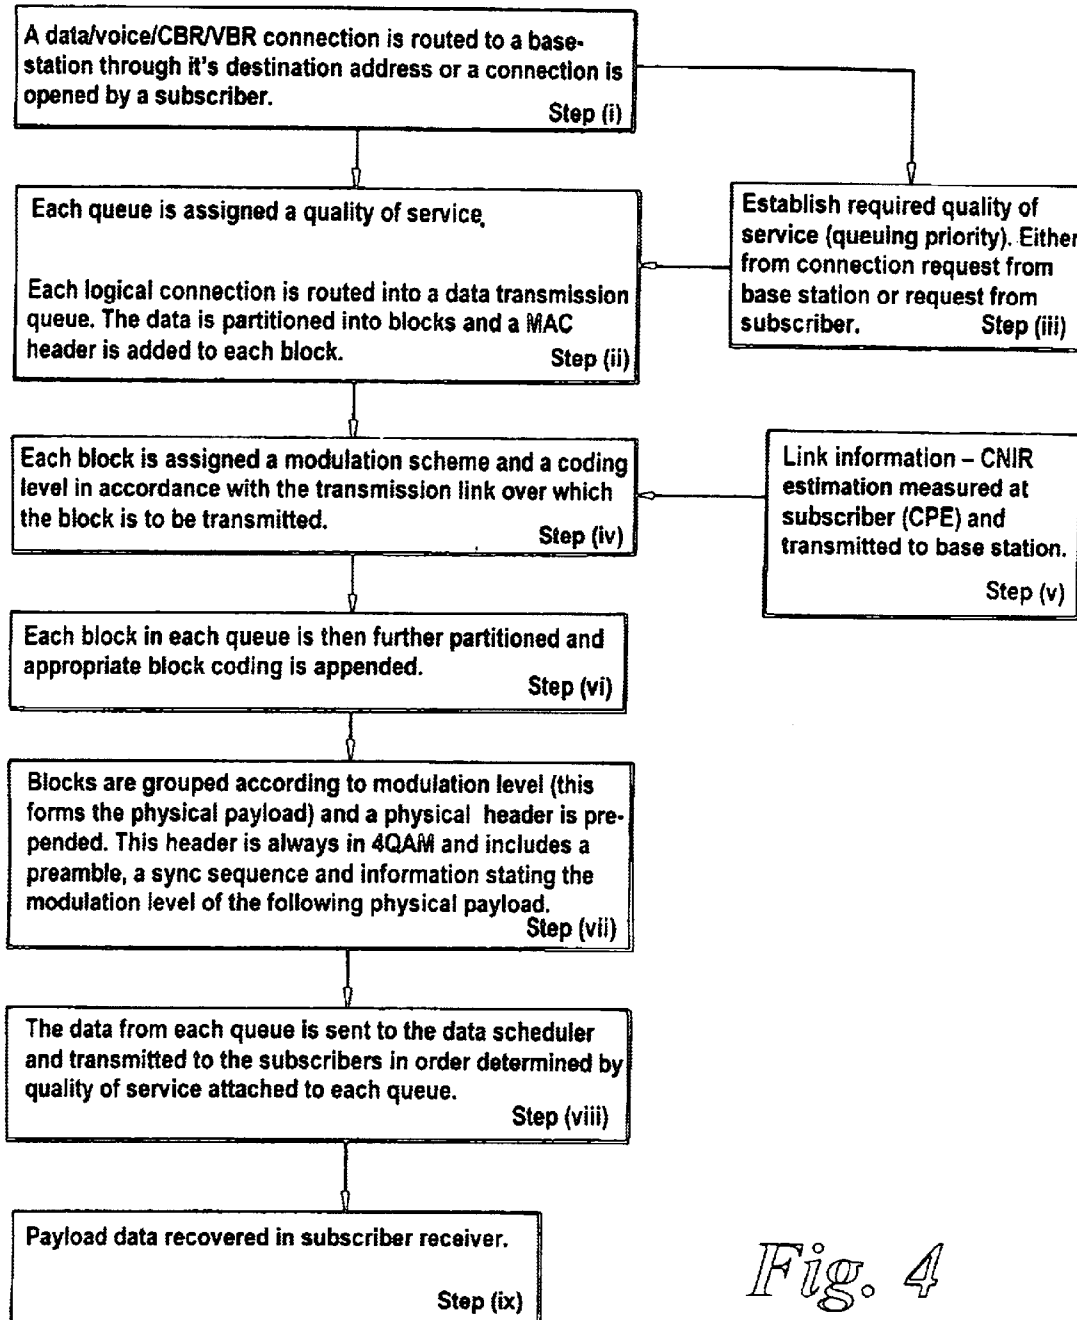 A data/voice/CBR/VBR connection is routed to a base-
station through it's destination address or a connection is
opened by a subscriber.
Step (i)
Each queue is assigned a quality of service.
Each logical connection is routed into a data transmission
queue. The data is partitioned into blocks and a MAC
header is added to each block.
Step (ii)
Establish required quality of
service (queuing priority). Either
from connection request from
base station or request from
subscriber.
Step (iii)
Each block is assigned a modulation scheme and a coding
level in accordance with the transmission link over which
the block is to be transmitted.
Step (iv)
Link information – CNIR
estimation measured at
subscriber (CPE) and
transmitted to base station.
Step (v)
Each block in each queue is then further partitioned and
appropriate block coding is appended.
Step (vi)
Blocks are grouped according to modulation level (this
forms the physical payload) and a physical header is pre-
pended. This header is always in 4QAM and includes a
preamble, a sync sequence and information stating the
modulation level of the following physical payload.
Step (vii)
The data from each queue is sent to the data scheduler
and transmitted to the subscribers in order determined by
quality of service attached to each queue.
Step (viii)
Payload data recovered in subscriber receiver.
Step (ix)
Fig. 4